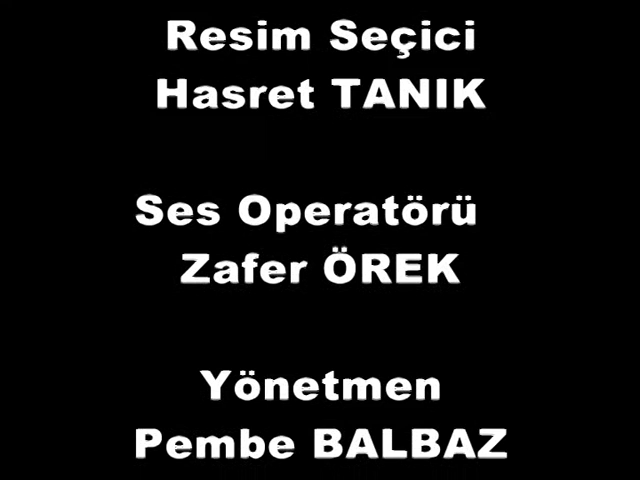 Resim Seçici
Hasret TANIK
Ses Operatörü
Zafer ÖREK
Yönetmen
Pembe BALBAZ